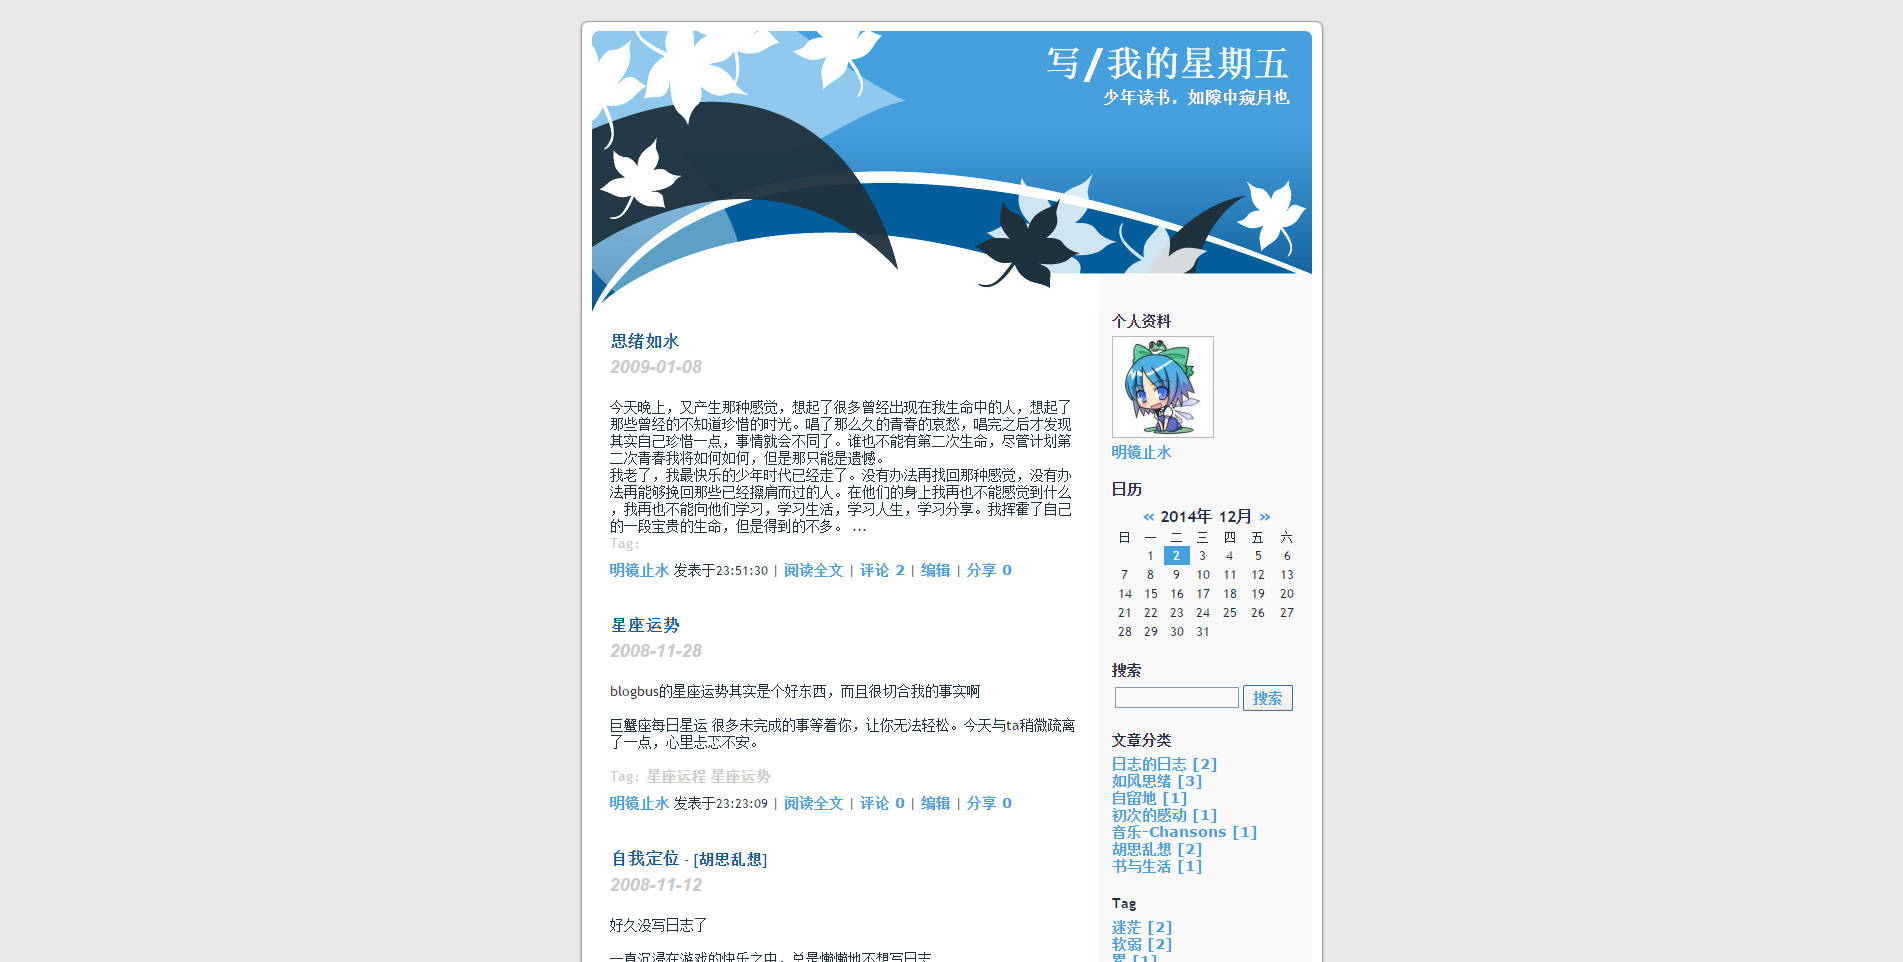 写/我的星期五
少年读书，如隙中窥月也
思绪如水
2009-01-08
今天晚上，又产生那种感觉，想起了很多曾经出现在我生命中的人，想起了
那些曾经的不知道珍惜的时光。唱了那么久的青春的哀愁，唱完之后才发现
其实自己珍惜一点，事情就会不同了。谁也不能有第二次生命，尽管计划第
二次青春我将如何如何，但是那只能是遗憾。
我老了，我最快乐的少年时代已经走了。没有办法再找回那种感觉，没有办
法再能够挽回那些已经擦肩而过的人。在他们的身上我再也不能感觉到什么
，我再也不能向他们学习，学习生活，学习人生，学习分享。我挥霍了自己
的一段宝贵的生命，但是得到的不多。 ...
Tag：
明镜止水 发表于23:51:30 | 阅读全文 | 评论 2 | 编辑 | 分享 0
星座运势
2008-11-28
blogbus的星座运势其实是个好东西，而且很切合我的事实啊
巨蟹座每日星运 很多未完成的事等着你，让你无法轻松。今天与ta稍微疏离
了一点，心里忐忑不安。
Tag：星座运程 星座运势
明镜止水 发表于23:23:09 | 阅读全文 | 评论 0 | 编辑 | 分享 0
自我定位 - [胡思乱想]
2008-11-12
好久没写日志了
一直沉浸在游戏的快乐之中，总是懒懒地不想写日志
个人资料
明镜止水
日历
« 2014年 12月 »
日 一 二 三 四 五 六
1 2 3 4 5 6
7 8 9 10 11 12 13
14 15 16 17 18 19 20
21 22 23 24 25 26 27
28 29 30 31
搜索
搜索
文章分类
日志的日志 [2]
如风思绪 [3]
自留地 [1]
初次的感动 [1]
音乐-Chansons [1]
胡思乱想 [2]
书与生活 [1]
Tag
迷茫 [2]
软弱 [2]
累 [1]